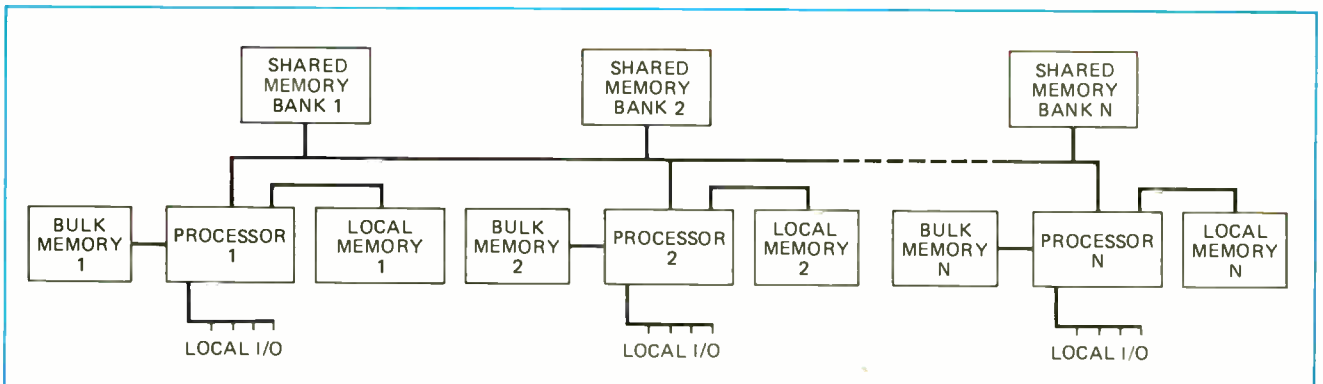 SHARED
MEMORY
BANK 1
SHARED
MEMORY
BANK 2
SHARED
MEMORY
BANK N
BULK
MEMORY
1
PROCESSOR
1
LOCAL
MEMORY
1
BULK
MEMORY
2
PROCESSOR
2
LOCAL
MEMORY
2
BULK
MEMORY
N
PROCESSOR
N
LOCAL
MEMORY
N
LOCAL I/O
LOCAL I/O
LOCAL I/O